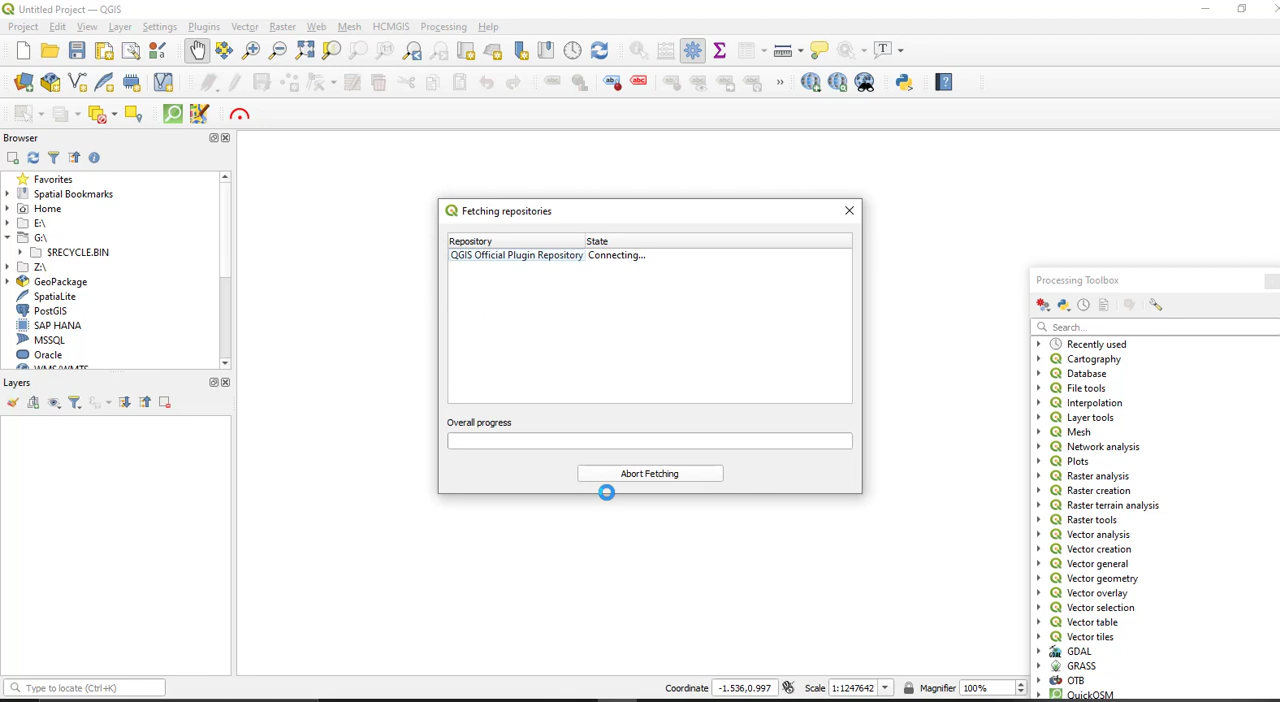 Untitled Project — QGIS
Project Edit View Layer Settings Plugins Vector Raster Web Mesh HCMGIS Processing Help
Browser
Favorites
Spatial Bookmarks
Home
E:\
G:\
$RECYCLE.BIN
Z:\
GeoPackage
SpatiaLite
PostGIS
SAP HANA
MSSQL
Oracle
WMS/WMTS
Layers
Fetching repositories
Repository State
QGIS Official Plugin Repository Connecting...
Overall progress
Abort Fetching
Processing Toolbox
Search...
Recently used
Cartography
Database
File tools
Interpolation
Layer tools
Mesh
Network analysis
Plots
Raster analysis
Raster creation
Raster terrain analysis
Raster tools
Vector analysis
Vector creation
Vector general
Vector geometry
Vector overlay
Vector selection
Vector table
Vector tiles
GDAL
GRASS
OTB
QuickOSM
Type to locate (Ctrl+K) Coordinate -1.536,0.997 Scale 1:1247642 Magnifier 100%